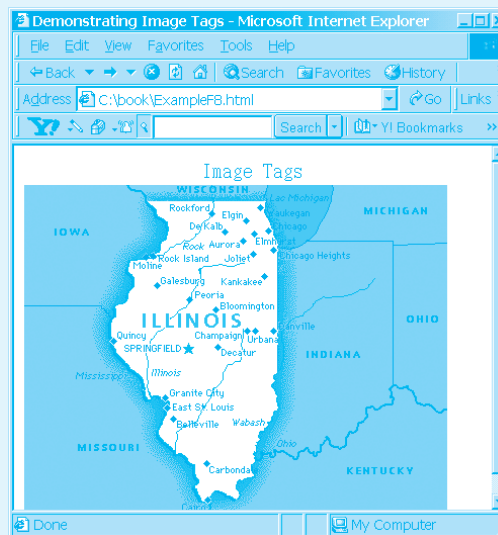 Demonstrating Image Tags - Microsoft Internet Explorer
File Edit View Favorites Tools Help
Back Search Favorites History
Address C:\book\ExampleF8.html Go Links
Y! Search Y! Bookmarks »
Image Tags
WISCONSIN
Lac Michigan
Rockford
Elgin
Waukegan
MICHIGAN
De Kalb
Chicago
IOWA
Rock
Aurora
Elmhurst
Moline
Rock Island
Joliet
Chicago Heights
Galesburg
Kankakee
Peoria
Bloomington
ILLINOIS
OHIO
Quincy
Champaign
Danville
Urbana
SPRINGFIELD
Decatur
INDIANA
Mississippi
Illinois
Granite City
East St. Louis
Belleville
Wabash
MISSOURI
Ohio
Carbondale
KENTUCKY
Cairo
Done My Computer